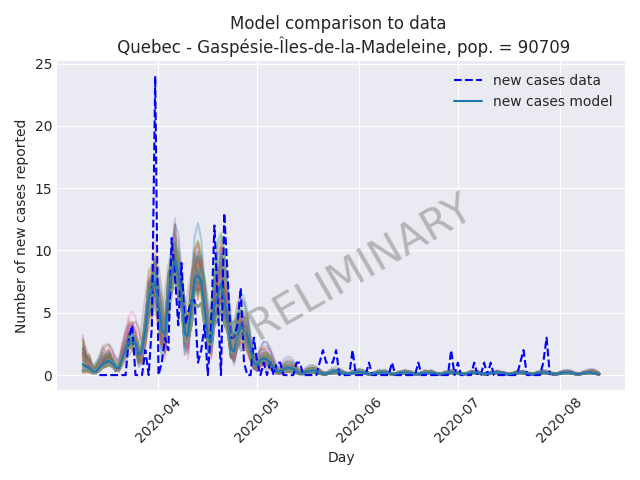 Model comparison to data
Quebec - Gaspésie-Îles-de-la-Madeleine, pop. = 90709
25
20
15
10
5
0
Number of new cases reported
new cases data
new cases model
PRELIMINARY
2020-04
2020-05
2020-06
2020-07
2020-08
Day